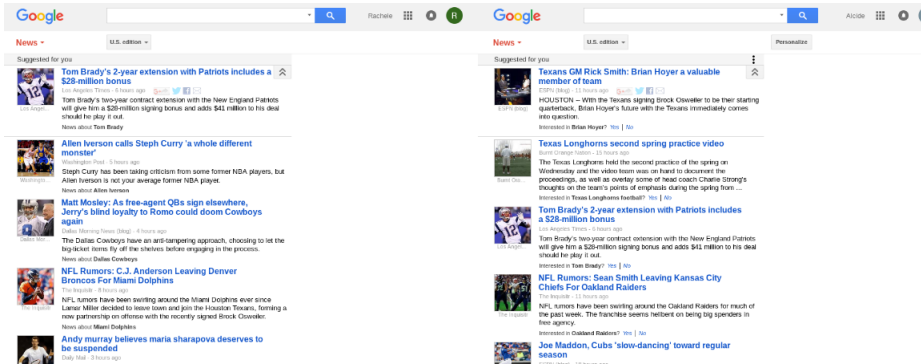 Google
Rachele
R
News
U.S. edition
Suggested for you
Tom Brady's 2-year extension with Patriots includes a
$28-million bonus
Los Angeles Times - 6 hours ago
Los Angel...
Tom Brady's two-year contract extension with the New England Patriots
will give him a $28-million signing bonus and adds $41 million to his deal
should he play it out.
News about Tom Brady
Allen Iverson calls Steph Curry 'a whole different
monster'
Washington Post - 5 hours ago
Washingt...
Steph Curry has been taking criticism from some former NBA players, but
Allen Iverson is not your average former NBA player.
News about Allen Iverson
Matt Mosley: As free-agent QBs sign elsewhere,
Jerry's blind loyalty to Romo could doom Cowboys
again
Dallas Morning News (blog) - 4 hours ago
Dallas Mor...
The Dallas Cowboys have an anti-tampering approach, choosing to let the
big-ticket items fly off the shelves before engaging in the process.
News about Dallas Cowboys
NFL Rumors: C.J. Anderson Leaving Denver
Broncos For Miami Dolphins
The Inquisitr - 8 hours ago
The Inquisitr
NFL rumors have been swirling around the Miami Dolphins ever since
Lamar Miller decided to leave town and join the Houston Texans, forming a
new partnership on offense with the recently signed Brock Osweiler.
News about Miami Dolphins
Andy murray believes maria sharapova deserves to
be suspended
Daily Mail - 3 hours ago
Google
Alcide
News
U.S. edition
Personalize
Suggested for you
Texans GM Rick Smith: Brian Hoyer a valuable
member of team
ESPN (blog) - 12 hours ago
ESPN (blog)
HOUSTON -- With the Texans signing Brock Osweiler to be their starting
quarterback, Brian Hoyer's future with the Texans immediately comes
into question.
Interested in Brian Hoyer? Yes | No
Texas Longhorns second spring practice video
Burnt Orange Nation - 15 hours ago
Burnt Ora...
The Texas Longhorns held the second practice of the spring on
Wednesday and the video team was on hand to document the
proceedings, as well as overlay some of head coach Charlie Strong's
thoughts on the team's points of emphasis during the spring from ...
Interested in Texas Longhorns football? Yes | No
Tom Brady's 2-year extension with Patriots includes
a $28-million bonus
Los Angeles Times - 6 hours ago
Los Angel...
Tom Brady's two-year contract extension with the New England Patriots
will give him a $28-million signing bonus and adds $41 million to his deal
should he play it out.
Interested in Tom Brady? Yes | No
NFL Rumors: Sean Smith Leaving Kansas City
Chiefs For Oakland Raiders
The Inquisitr - 11 hours ago
The Inquisitr
NFL rumors have been swirling around the Oakland Raiders for much of
the past week. The franchise seems hellbent on being big spenders in
free agency.
Interested in Oakland Raiders? Yes | No
Joe Maddon, Cubs 'slow-dancing' toward regular
season